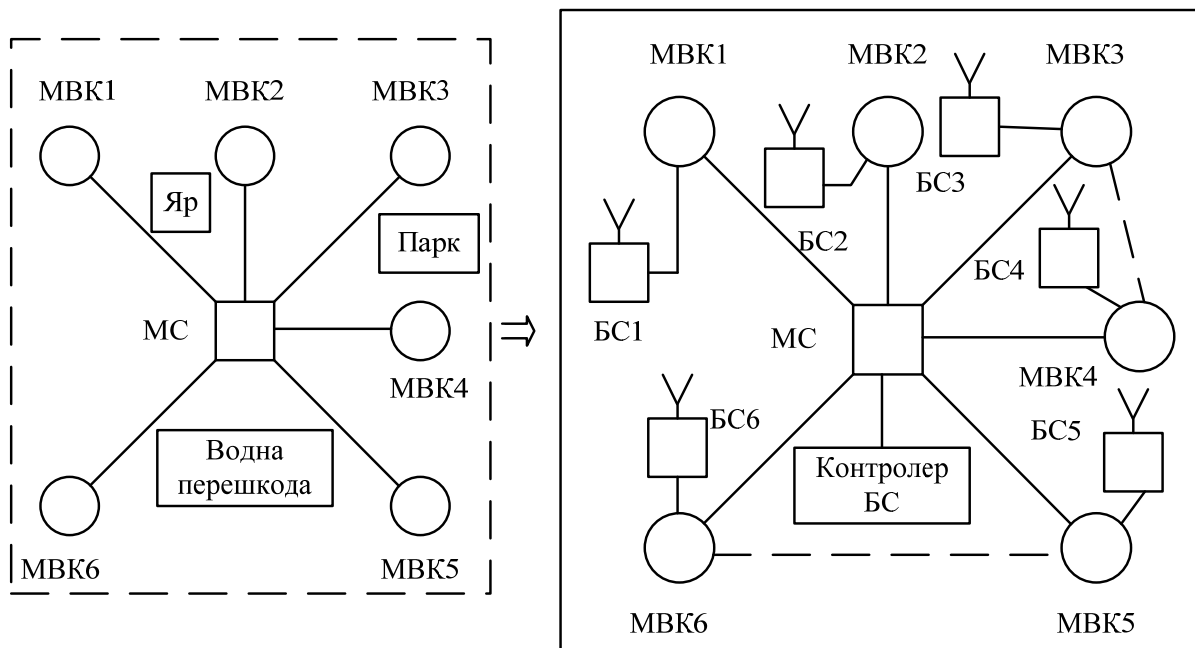 МВК1
МВК2
МВК3
Яр
Парк
МС
МВК4
Водна
перешкода
МВК6
МВК5
МВК1
МВК2
МВК3
БС3
БС2
БС4
БС1
МС
МВК4
БС6
БС5
Контролер
БС
МВК6
МВК5